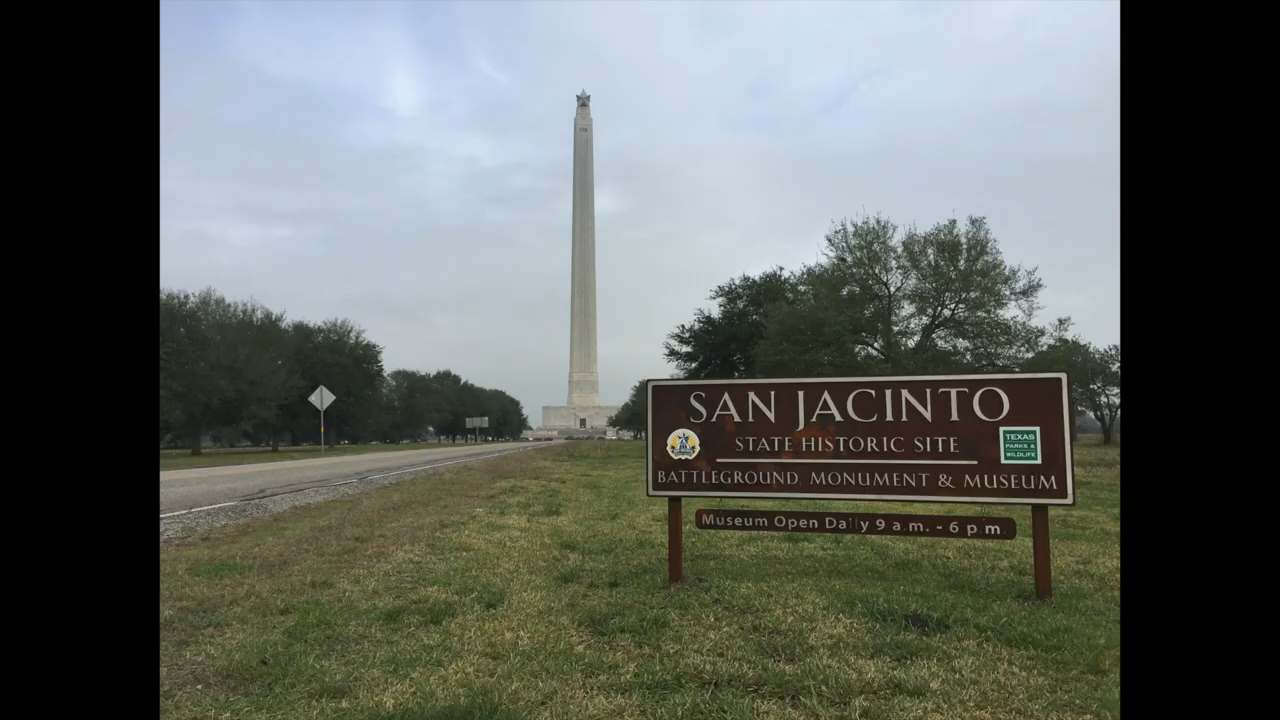 SAN JACINTO
STATE HISTORIC SITE
TEXAS
PARKS &
WILDLIFE
BATTLEGROUND, MONUMENT & MUSEUM
Museum Open Daily 9 a.m. - 6 p.m.